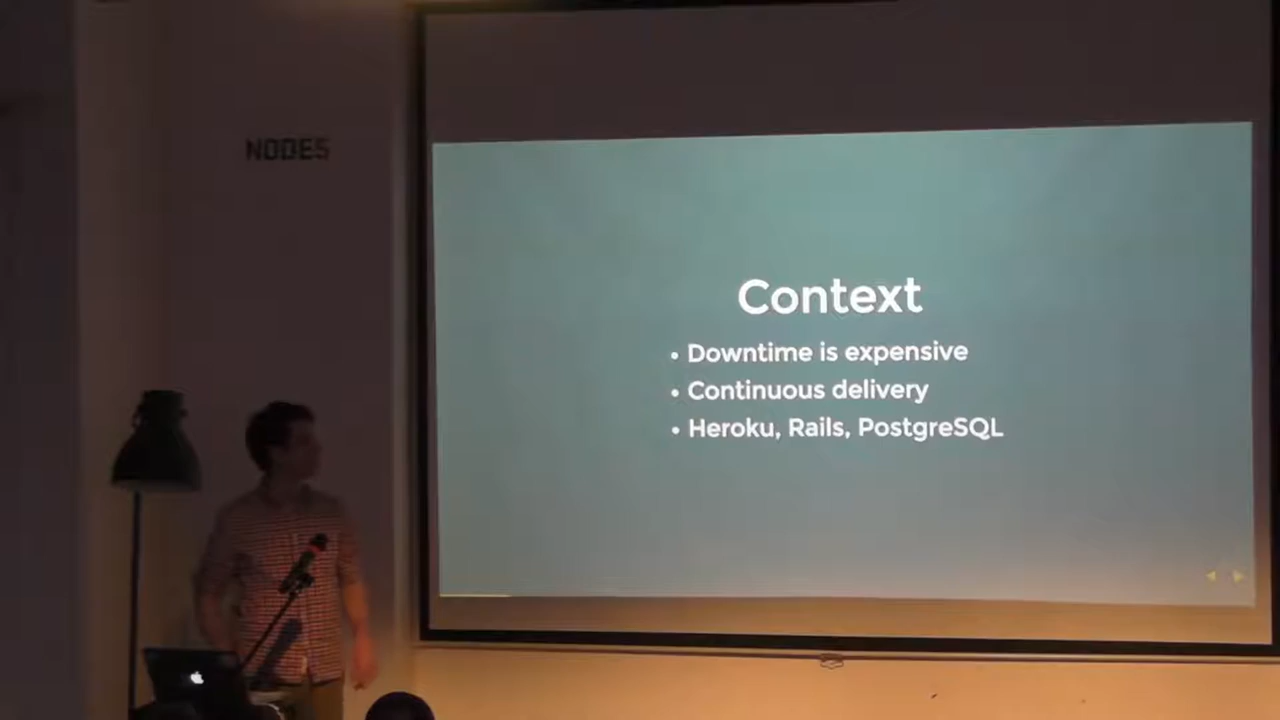 NODES
Context
• Downtime is expensive
• Continuous delivery
• Heroku, Rails, PostgreSQL